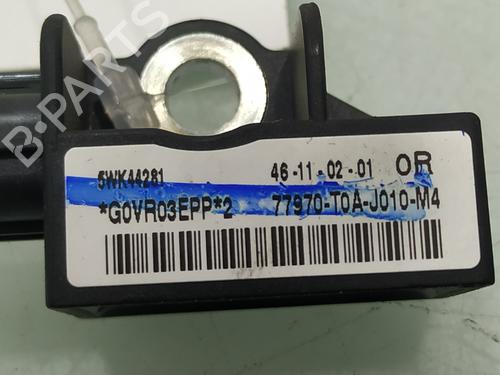 B-PARTS
5WK44281 46-11-02-01 OR
*G0VR03EPP*2 77970-T0A-J010-M4